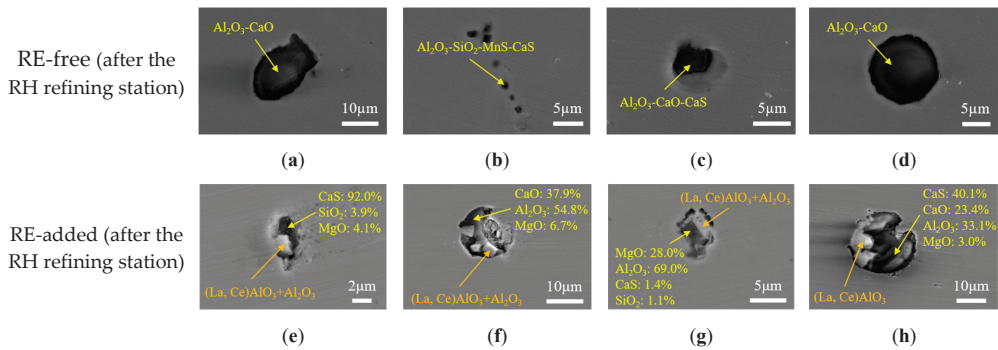 RE-free (after the
RH refining station)
Al₂O₃-CaO
10μm
(a)
Al₂O₃-SiO₂-MnS-CaS
5μm
(b)
Al₂O₃-CaO-CaS
5μm
(c)
Al₂O₃-CaO
5μm
(d)
RE-added (after the
RH refining station)
CaS: 92.0%
SiO₂: 3.9%
MgO: 4.1%
(La, Ce)AlO₃+Al₂O₃
2μm
(e)
CaO: 37.9%
Al₂O₃: 54.8%
MgO: 6.7%
(La, Ce)AlO₃+Al₂O₃
10μm
(f)
(La, Ce)AlO₃+Al₂O₃
MgO: 28.0%
Al₂O₃: 69.0%
CaS: 1.4%
SiO₂: 1.1%
5μm
(g)
CaS: 40.1%
CaO: 23.4%
Al₂O₃: 33.1%
MgO: 3.0%
(La, Ce)AlO₃
10μm
(h)